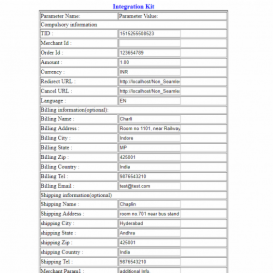 Integration Kit
Parameter Name: Parameter Value:
Compulsory information
TID :
Merchant Id :
Order Id : 123654789
Amount : 1.00
Currency : INR
Redirect URL : http://localhost/Non_Seamle
Cancel URL : http://localhost/Non_Seamle
Language : EN
Billing information(optional)
Billing Name : Charli
Billing Address : Room no 1101, near Railway
Billing City : Indore
Billing State : MP
Billing Zip : 425001
Billing Country : India
Billing Tel : 9876543210
Billing Email : test@test.com
Shipping information(optional)
Shipping Name : Chaplin
Shipping Address : room no.701 near bus stand
shipping City : Hyderabad
shipping State : Andhra
shipping Zip : 425001
shipping Country : India
Shipping Tel : 9876543210
Merchant Param1 : additional Info